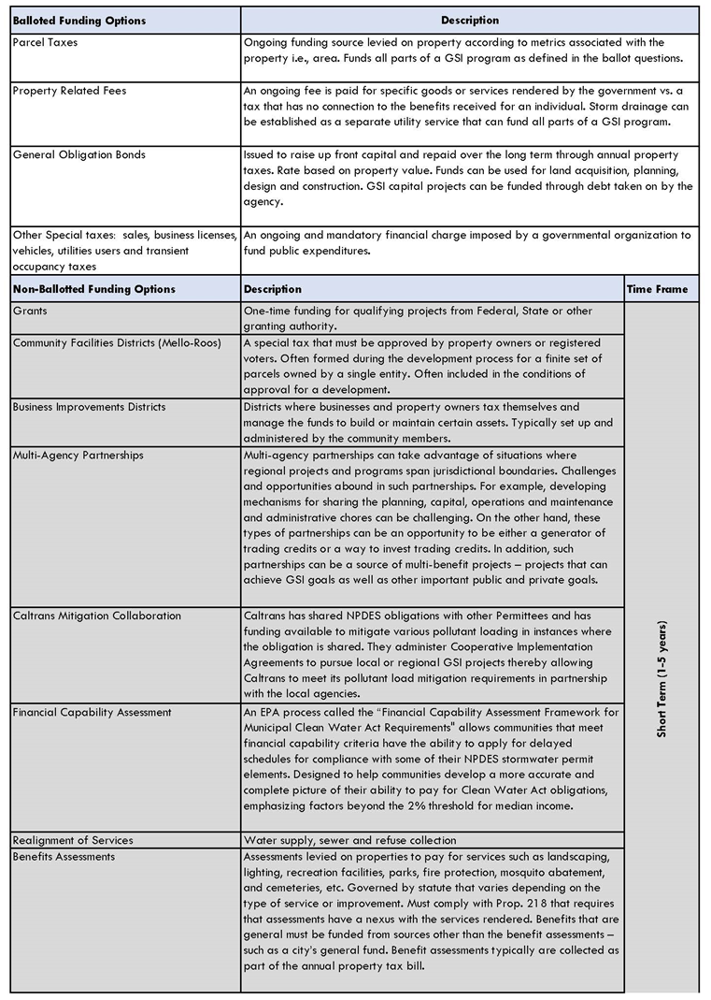 Balloted Funding Options
Description
Parcel Taxes
Ongoing funding source levied on property according to metrics associated with the
property i.e., area. Funds all parts of a GSI program as defined in the ballot questions.
Property Related Fees
An ongoing fee is paid for specific goods or services rendered by the government vs. a
tax that has no connection to the benefits received for an individual. Storm drainage can
be established as a separate utility service that can fund all parts of a GSI program.
General Obligation Bonds
Issued to raise up front capital and repaid over the long term through annual property
taxes. Rate based on property value. Funds can be used for land acquisition, planning,
design and construction. GSI capital projects can be funded through debt taken on by the
agency.
Other Special taxes:  sales, business licenses,
vehicles, utilities users and transient
occupancy taxes
An ongoing and mandatory financial charge imposed by a governmental organization to
fund public expenditures.
Non-Ballotted Funding Options
Description
Time Frame
Grants
One-time funding for qualifying projects from Federal, State or other
granting authority.
Community Facilities Districts (Mello-Roos)
A special tax that must be approved by property owners or registered
voters. Often formed during the development process for a finite set of
parcels owned by a single entity. Often included in the conditions of
approval for a development.
Business Improvements Districts
Districts where businesses and property owners tax themselves and
manage the funds to build or maintain certain assets. Typically set up and
administered by the community members.
Multi-Agency Partnerships
Multi-agency partnerships can take advantage of situations where
regional projects and programs span jurisdictional boundaries. Challenges
and opportunities abound in such partnerships. For example, developing
mechanisms for sharing the planning, capital, operations and maintenance
and administrative chores can be challenging. On the other hand, these
types of partnerships can be an opportunity to be either a generator of
trading credits or a way to invest trading credits. In addition, such
partnerships can be a source of multi-benefit projects – projects that can
achieve GSI goals as well as other important public and private goals.
Caltrans Mitigation Collaboration
Caltrans has shared NPDES obligations with other Permittees and has
funding available to mitigate various pollutant loading in instances where
the obligation is shared. They administer Cooperative Implementation
Agreements to pursue local or regional GSI projects thereby allowing
Caltrans to meet its pollutant load mitigation requirements in partnership
with the local agencies.
Financial Capability Assessment
An EPA process called the “Financial Capability Assessment Framework for
Municipal Clean Water Act Requirements" allows communities that meet
financial capability criteria have the ability to apply for delayed
schedules for compliance with some of their NPDES stormwater permit
elements. Designed to help communities develop a more accurate and
complete picture of their ability to pay for Clean Water Act obligations,
emphasizing factors beyond the 2% threshold for median income.
Realignment of Services
Water supply, sewer and refuse collection
Benefits Assessments
Assessments levied on properties to pay for services such as landscaping,
lighting, recreation facilities, parks, fire protection, mosquito abatement,
and cemeteries, etc. Governed by statute that varies depending on the
type of service or improvement. Must comply with Prop. 218 that requires
that assessments have a nexus with the services rendered. Benefits that are
general must be funded from sources other than the benefit assessments –
such as a city's general fund. Benefit assessments typically are collected as
part of the annual property tax bill.
Short Term (1-5 years)